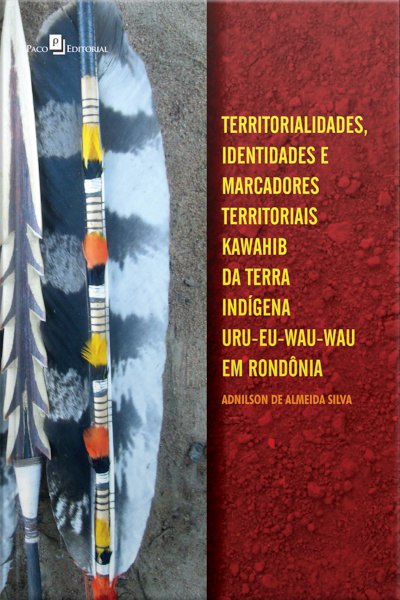 PACO EDITORIAL
TERRITORIALIDADES,
IDENTIDADES E
MARCADORES
TERRITORIAIS
KAWAHIB
DA TERRA
INDÍGENA
URU-EU-WAU-WAU
EM RONDÔNIA
ADNILSON DE ALMEIDA SILVA